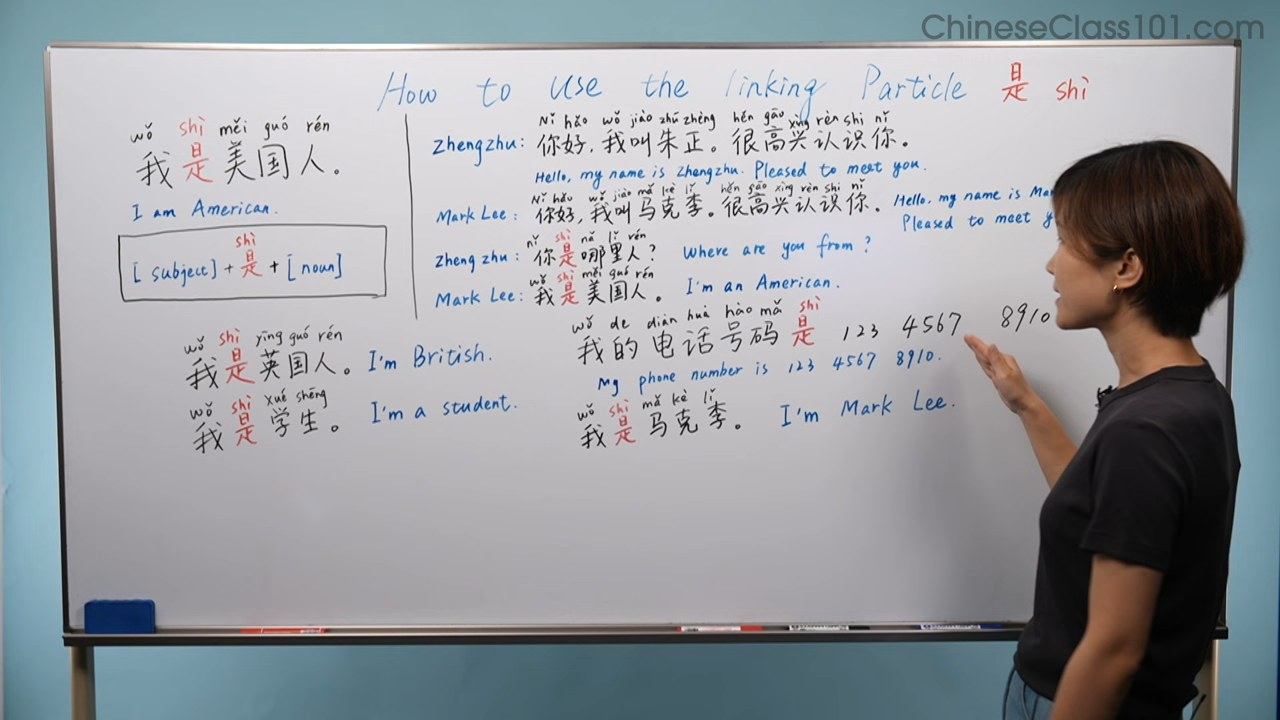 ChineseClass101.com
How to use the linking Particle 是 shì
wǒ shì měi guó rén
我是美国人。
I am American.
shì
[subject] + 是 + [noun]
Nǐ hǎo wǒ jiào zhū zhèng hěn gāo xìng rèn shi nǐ
zhengzhu: 你好,我叫朱正。很高兴认识你。
Hello, my name is zhengzhu. Pleased to meet you.
Nǐ hǎo wǒ jiào mǎ kè lǐ hěn gāo xìng rèn shi nǐ
Mark Lee: 你好,我叫马克李。很高兴认识你。
Hello, my name is
Pleased to meet
nǐ shì nǎ lǐ rén
zhengzhu: 你是哪里人? Where are you from?
wǒ shì měi guó rén
Mark Lee: 我是美国人。 I'm an American.
wǒ shì yīng guó rén
我是英国人。 I'm British.
wǒ shì xué shēng
我是学生。 I'm a student.
wǒ de diàn huà hào mǎ shì
我的电话号码是 123 4567 8910
My phone number is 123 4567 8910.
wǒ shì mǎ kè lǐ
我是马克李。 I'm Mark Lee.